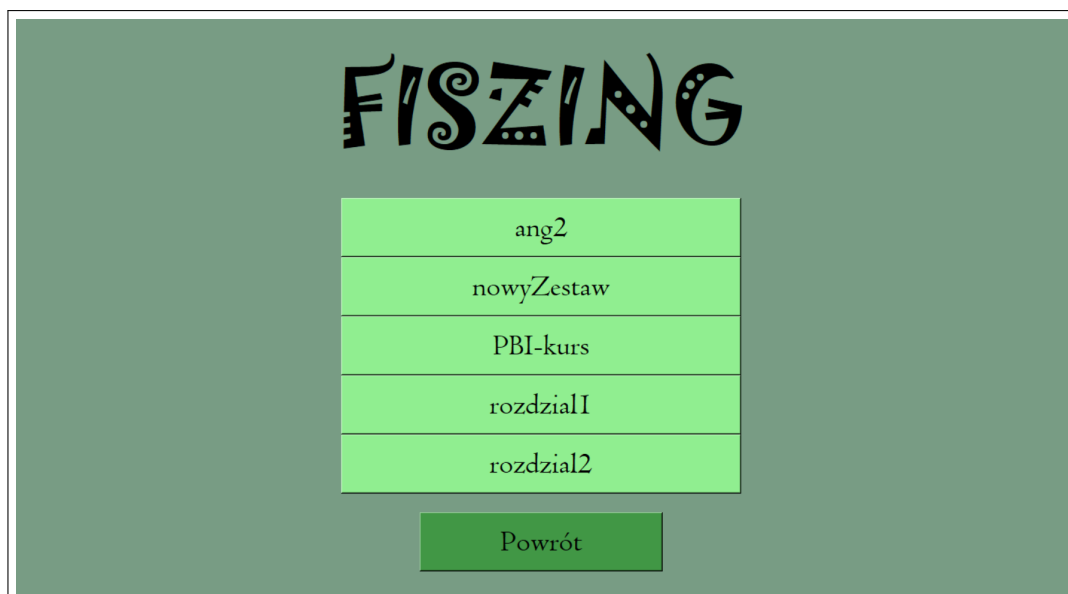 FISZING
ang2
nowyZestaw
PBI-kurs
rozdzial1
rozdzial2
Powrót